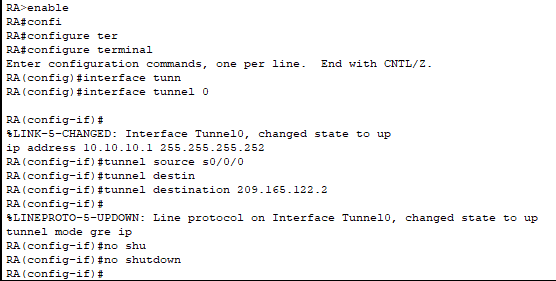 RA>enable
RA#confi
RA#configure ter
RA#configure terminal
Enter configuration commands, one per line.  End with CNTL/Z.
RA(config)#interface tunn
RA(config)#interface tunnel 0
RA(config-if)#
%LINK-5-CHANGED: Interface Tunnel0, changed state to up
ip address 10.10.10.1 255.255.255.252
RA(config-if)#tunnel source s0/0/0
RA(config-if)#tunnel destin
RA(config-if)#tunnel destination 209.165.122.2
RA(config-if)#
%LINEPROTO-5-UPDOWN: Line protocol on Interface Tunnel0, changed state to up
tunnel mode gre ip
RA(config-if)#no shu
RA(config-if)#no shutdown
RA(config-if)#